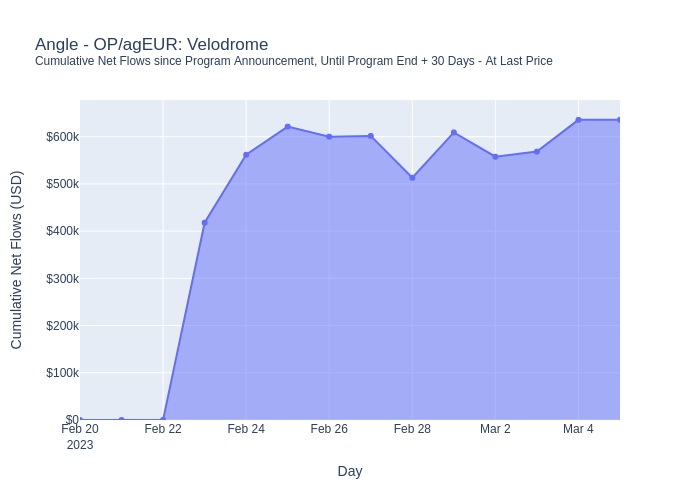 Angle - OP/agEUR: Velodrome
Cumulative Net Flows since Program Announcement, Until Program End + 30 Days - At Last Price
Cumulative Net Flows (USD)
$600k
$500k
$400k
$300k
$200k
$100k
$0
Feb 20
2023
Feb 22
Feb 24
Feb 26
Feb 28
Mar 2
Mar 4
Day